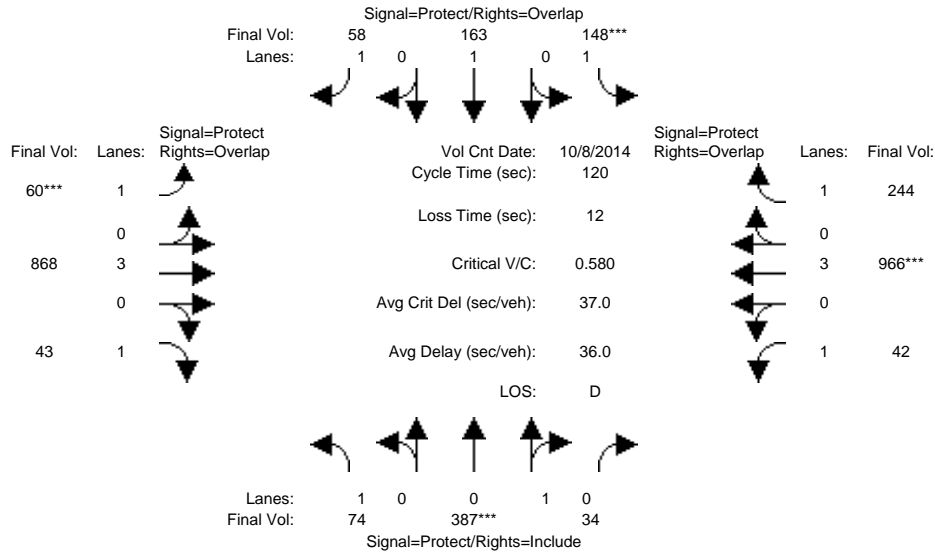 Signal=Protect/Rights=Overlap
Final Vol: 58 163 148***
Lanes: 1 0 1 0 1
Signal=Protect
Final Vol: Lanes: Rights=Overlap
Vol Cnt Date: 10/8/2014
Signal=Protect
Rights=Overlap Lanes: Final Vol:
Cycle Time (sec): 120
60*** 1
1 244
Loss Time (sec): 12
0
0
868 3
Critical V/C: 0.580
3 966***
0
Avg Crit Del (sec/veh): 37.0
0
43 1
Avg Delay (sec/veh): 36.0
1 42
LOS: D
Lanes: 1 0 0 1 0
Final Vol: 74 387*** 34
Signal=Protect/Rights=Include